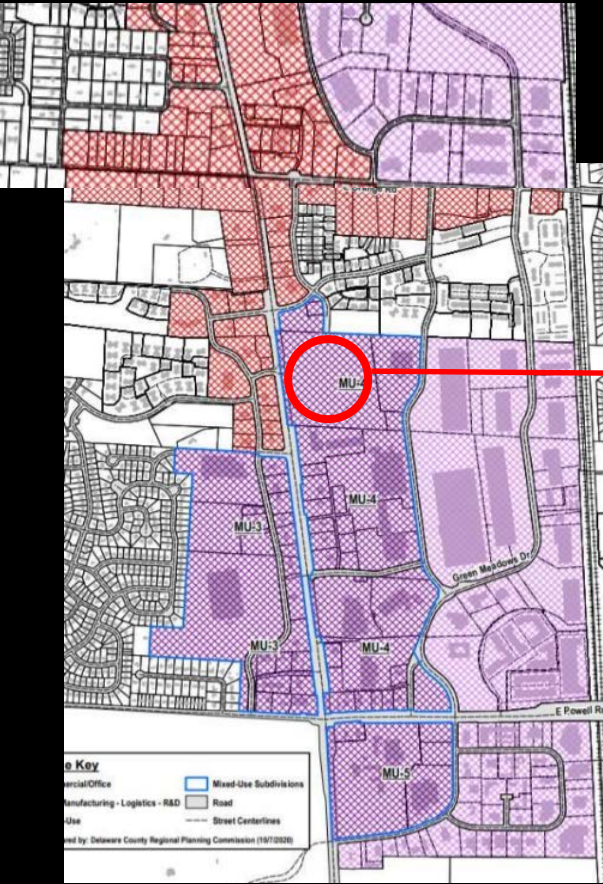 E Orange Rd
MU-4
MU-4
MU-3
Green Meadows Dr
MU-3
MU-4
E Powell R
MU-5
e Key
ercial/Office
Mixed-Use Subdivisions
Manufacturing - Logistics - R&D
Road
-Use
Street Centerlines
red by: Delaware County Regional Planning Commission (10/7/2020)